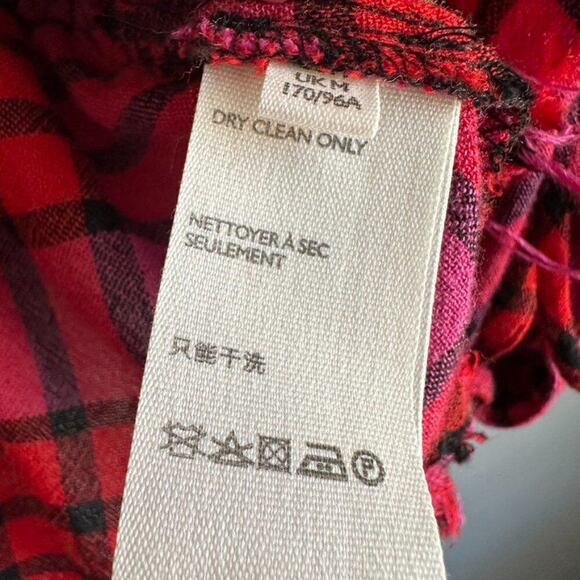 UK M
170/96A
DRY CLEAN ONLY
NETTOYER À SEC
SEULEMENT
只能干洗
P